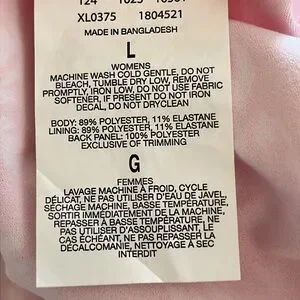 XL0375 1804521
MADE IN BANGLADESH
L
WOMENS
MACHINE WASH COLD GENTLE, DO NOT
BLEACH, TUMBLE DRY LOW, REMOVE
PROMPTLY, IRON LOW, DO NOT USE FABRIC
SOFTENER, IF PRESENT DO NOT IRON
DECAL, DO NOT DRYCLEAN
BODY: 89% POLYESTER, 11% ELASTANE
LINING: 89% POLYESTER, 11% ELASTANE
BACK PANEL: 100% POLYESTER
EXCLUSIVE OF TRIMMING
G
FEMMES
LAVAGE MACHINE À FROID, CYCLE
DÉLICAT, NE PAS UTILISER D'EAU DE JAVEL,
SÉCHAGE MACHINE, BASSE TEMPÉRATURE,
SORTIR IMMÉDIATEMENT DE LA MACHINE,
REPASSER À BASSE TEMPÉRATURE, NE
PAS UTILISER D'ASSOUPLISSANT, LE
CAS ÉCHÉANT, NE PAS REPASSER LA
DÉCALCOMANIE, NETTOYAGE À SEC
INTERDIT